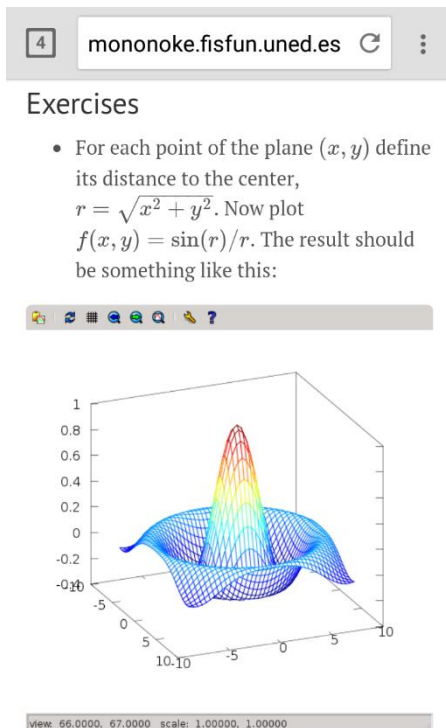 4
mononoke.fisfun.uned.es
Exercises
• For each point of the plane (x, y) define
its distance to the center,
r = √(x² + y²). Now plot
f(x, y) = sin(r)/r. The result should
be something like this:
1
0.8
0.6
0.4
0.2
0
-0.2
-0.4
-10
-5
0
5
10
-10
-5
0
5
10
view: 66.0000, 67.0000 scale: 1.00000, 1.00000